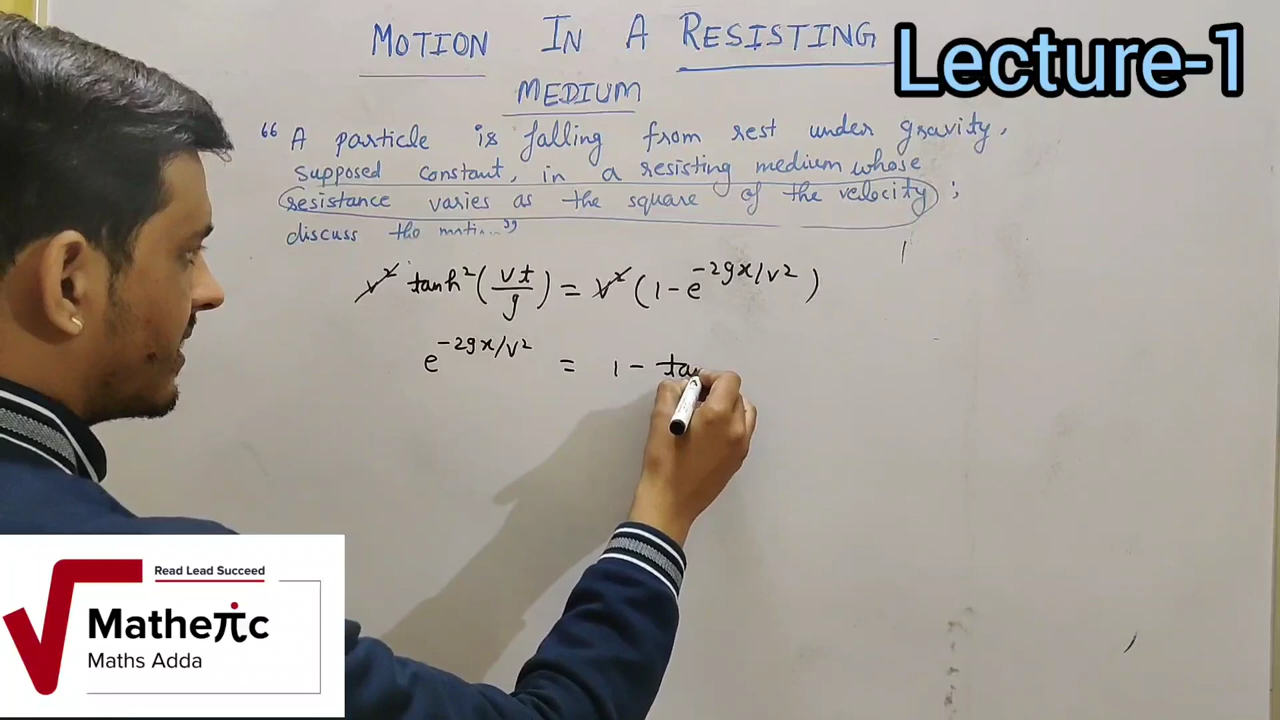 MOTION IN A RESISTING
MEDIUM
Lecture-1
“ A particle is falling from rest under gravity,
supposed constant, in a resisting medium whose
resistance varies as the square of the velocity ;
discuss the moti...”
v² tanh² (vt/g) = v² (1 - e^{-2gx/v²})
e^{-2gx/v²} = 1 - tan
Read Lead Succeed
Matheπc
Maths Adda